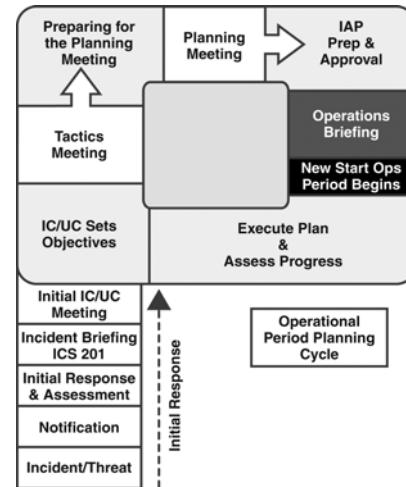 Preparing for
the Planning
Meeting
Planning
Meeting
IAP
Prep &
Approval
Tactics
Meeting
Operations
Briefing
New Start Ops
Period Begins
IC/UC Sets
Objectives
Execute Plan
&
Assess Progress
Initial IC/UC
Meeting
Incident Briefing
ICS 201
Initial Response
& Assessment
Notification
Incident/Threat
Initial Response
Operational
Period Planning
Cycle